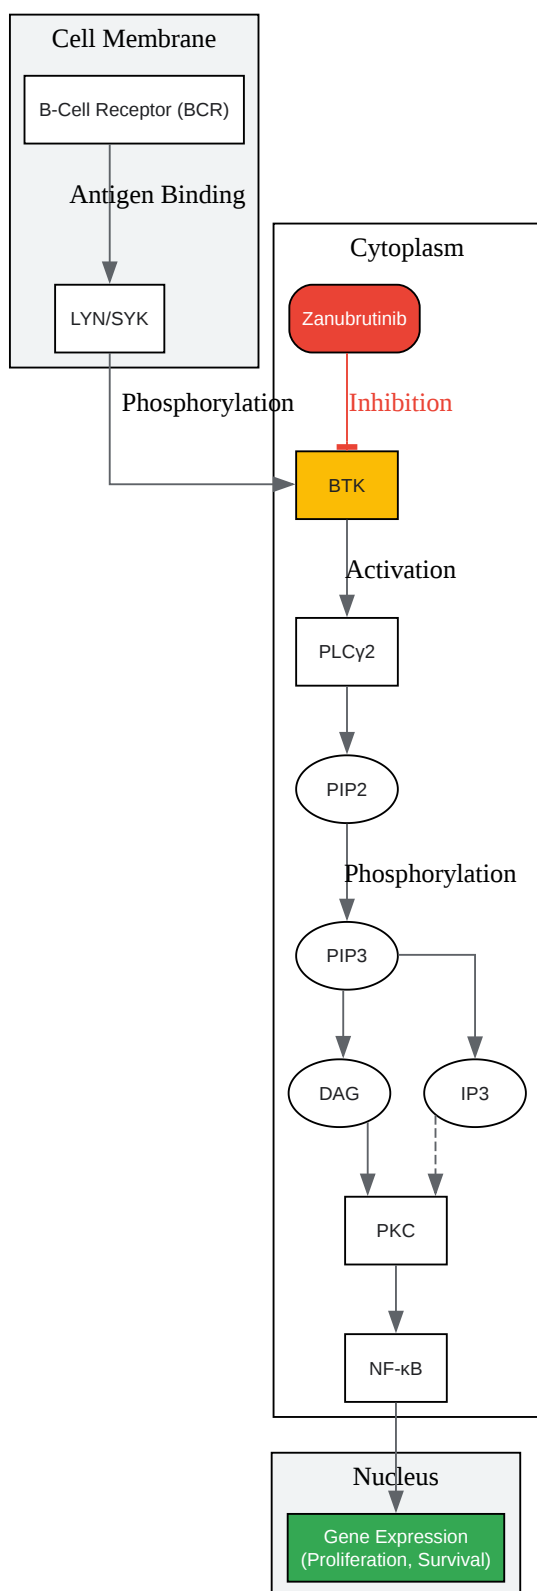 Cell Membrane
B-Cell Receptor (BCR)
Antigen Binding
LYN/SYK
Phosphorylation
Cytoplasm
Zanubrutinib
Inhibition
BTK
Activation
PLCγ2
PIP2
Phosphorylation
PIP3
DAG
IP3
PKC
NF-κB
Nucleus
Gene Expression
(Proliferation, Survival)